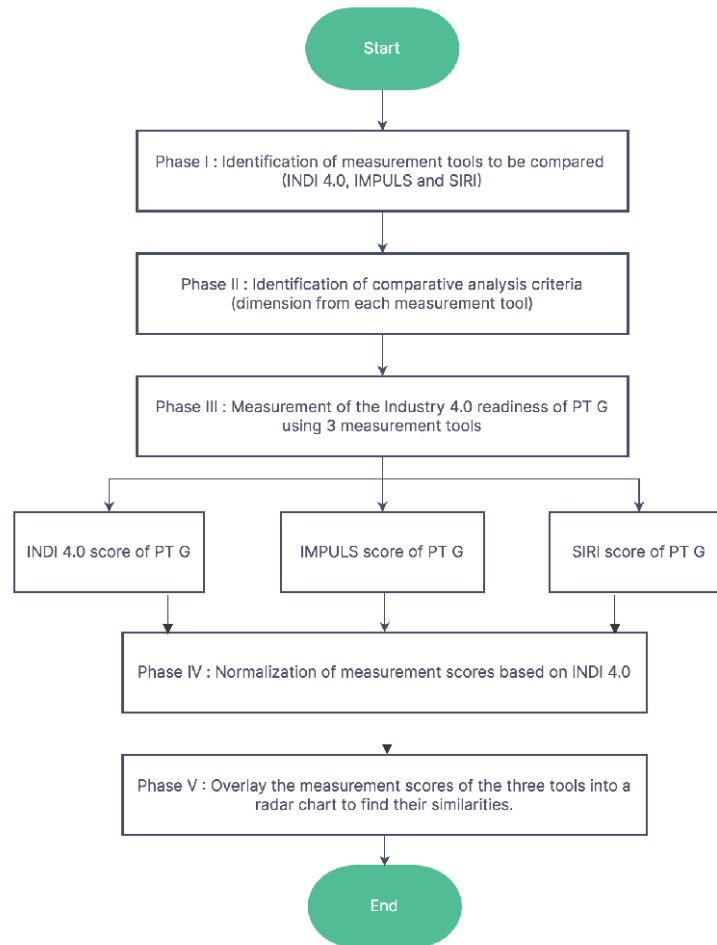 Start
Phase I : Identification of measurement tools to be compared
(INDI 4.0, IMPULS and SIRI)
Phase II : Identification of comparative analysis criteria
(dimension from each measurement tool)
Phase III : Measurement of the Industry 4.0 readiness of PT G
using 3 measurement tools
INDI 4.0 score of PT G
IMPULS score of PT G
SIRI score of PT G
Phase IV : Normalization of measurement scores based on INDI 4.0
Phase V : Overlay the measurement scores of the three tools into a
radar chart to find their similarities.
End